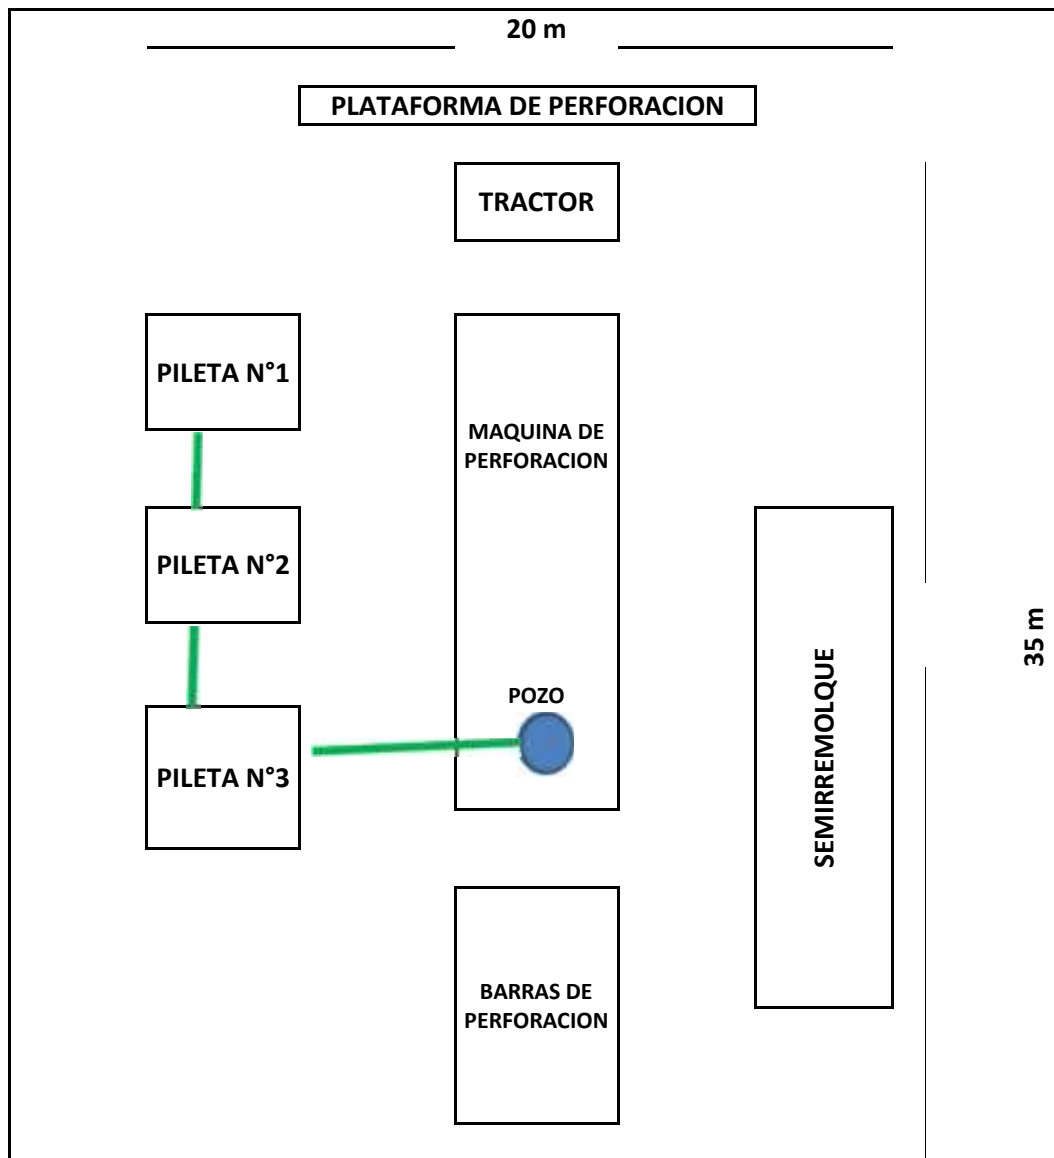 20 m
PLATAFORMA DE PERFORACION
TRACTOR
PILETA N°1
MAQUINA DE
PERFORACION
PILETA N°2
35 m
SEMIRREMOLQUE
POZO
PILETA N°3
BARRAS DE
PERFORACION